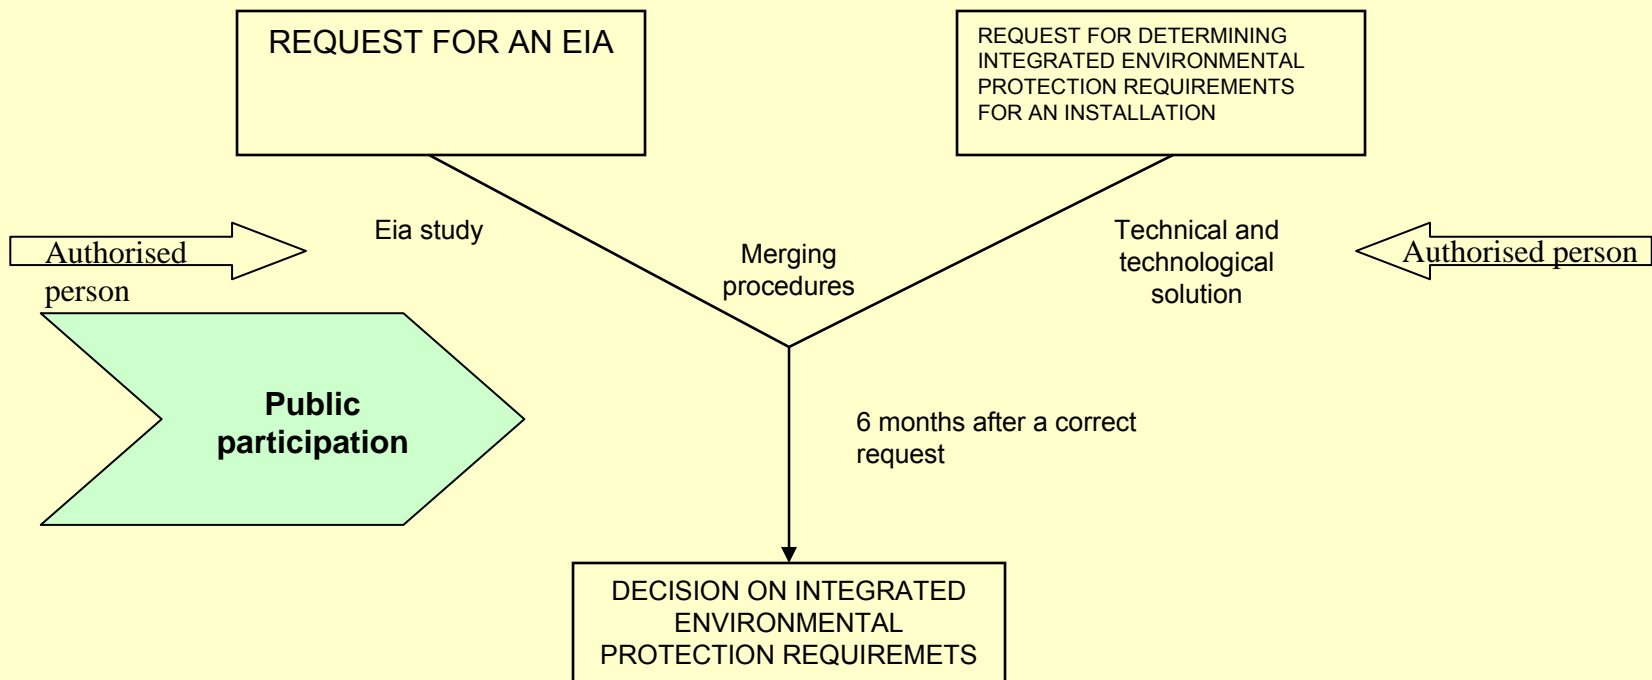 REQUEST FOR AN EIA
REQUEST FOR DETERMINING
INTEGRATED ENVIRONMENTAL
PROTECTION REQUIREMENTS
FOR AN INSTALLATION
Authorised
person
Eia study
Merging
procedures
Technical and
technological
solution
Authorised person
Public
participation
6 months after a correct
request
DECISION ON INTEGRATED
ENVIRONMENTAL
PROTECTION REQUIREMETS